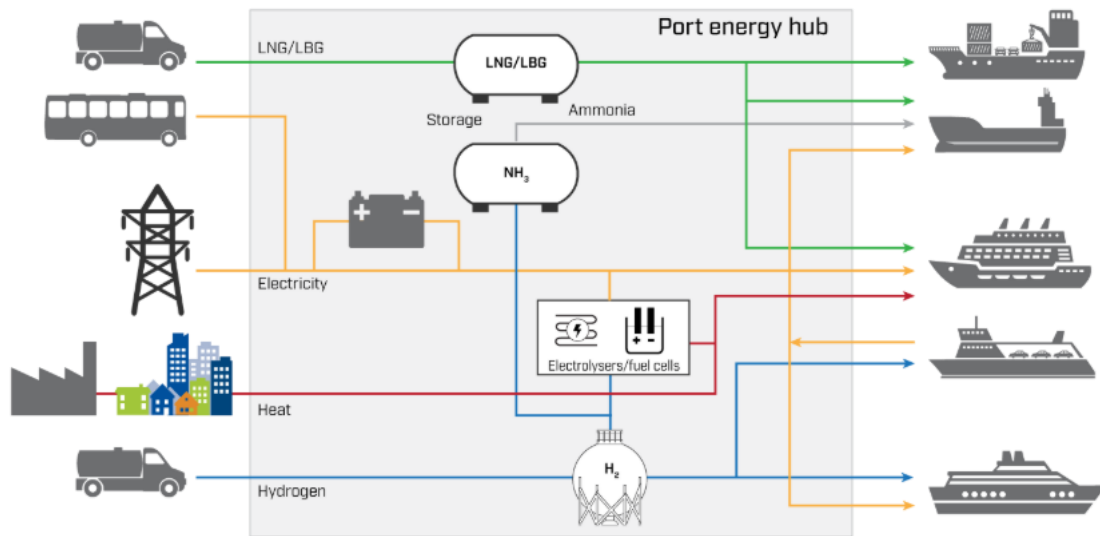 Port energy hub
LNG/LBG
LNG/LBG
Storage
Ammonia
NH₃
+ −
Electricity
+ -
Electrolysers/fuel cells
Heat
H₂
Hydrogen